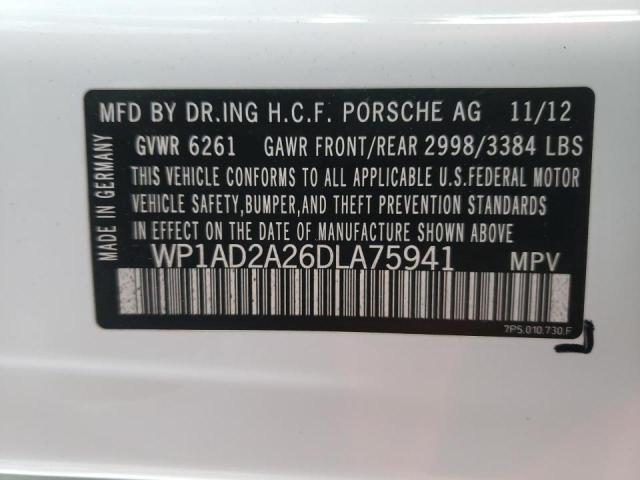 MFD BY DR.ING H.C.F. PORSCHE AG 11/12
GVWR 6261 GAWR FRONT/REAR 2998/3384 LBS
THIS VEHICLE CONFORMS TO ALL APPLICABLE U.S.FEDERAL MOTOR
VEHICLE SAFETY,BUMPER,AND THEFT PREVENTION STANDARDS
IN EFFECT ON DATE OF MANUFACTURE SHOWN ABOVE.
WP1AD2A26DLA75941 MPV
7P5.010.730.F
MADE IN GERMANY